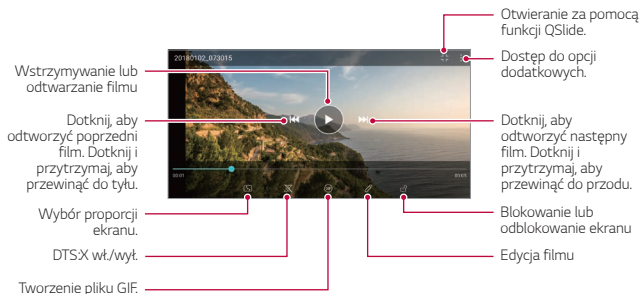 Otwieranie za pomocą
funkcji QSlide.
Dostęp do opcji
dodatkowych.
20180102_073015
Wstrzymywanie lub
odtwarzanie filmu
Dotknij, aby
odtworzyć poprzedni
film. Dotknij i
przytrzymaj, aby
przewinąć do tyłu.
Dotknij, aby
odtworzyć następny
film. Dotknij i
przytrzymaj, aby
przewinąć do przodu.
00:01
00:05
Wybór proporcji
ekranu.
Blokowanie lub
odblokowanie ekranu
DTS:X wł./wył.
Edycja filmu
Tworzenie pliku GIF.